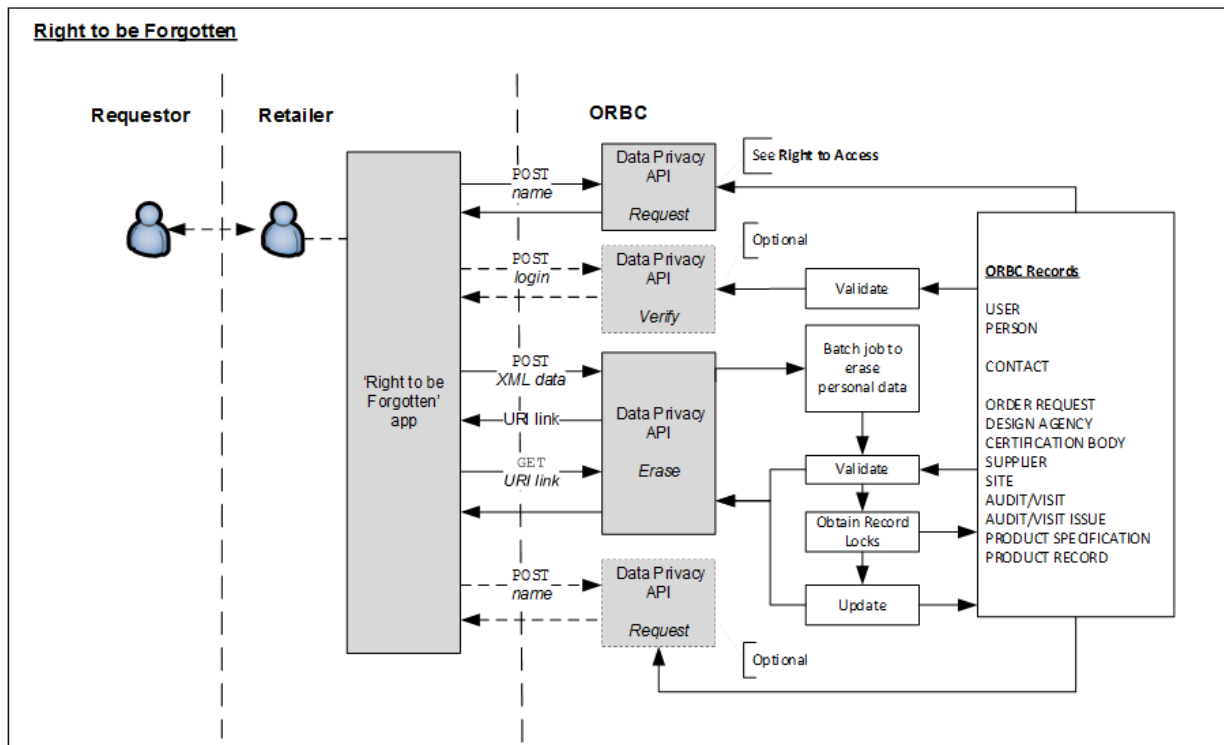 Right to be Forgotten
Requestor
Retailer
ORBC
'Right to be
Forgotten'
app
POST
name
Data Privacy
API
Request
See Right to Access
POST
login
Data Privacy
API
Verify
Optional
Validate
POST
XML data
URI link
GET
URI link
Data Privacy
API
Erase
Batch job to
erase
personal data
Validate
Obtain Record
Locks
Update
POST
name
Data Privacy
API
Request
Optional
ORBC Records
USER
PERSON
CONTACT
ORDER REQUEST
DESIGN AGENCY
CERTIFICATION BODY
SUPPLIER
SITE
AUDIT/VISIT
AUDIT/VISIT ISSUE
PRODUCT SPECIFICATION
PRODUCT RECORD